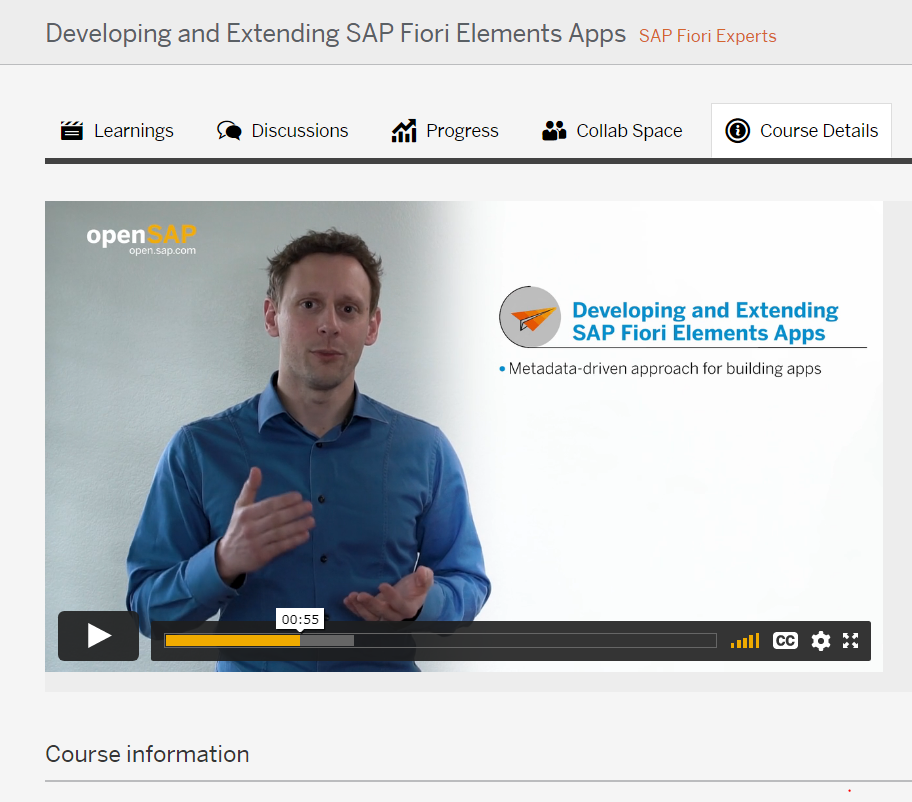 Developing and Extending SAP Fiori Elements Apps SAP Fiori Experts
Learnings Discussions Progress Collab Space Course Details
openSAP
open.sap.com
Developing and Extending
SAP Fiori Elements Apps
• Metadata-driven approach for building apps
00:55
CC
Course information